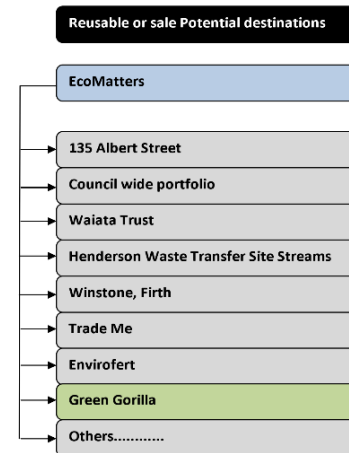 Reusable or sale Potential destinations
EcoMatters
135 Albert Street
Council wide portfolio
Waiata Trust
Henderson Waste Transfer Site Streams
Winstone, Firth
Trade Me
Envirofert
Green Gorilla
Others............